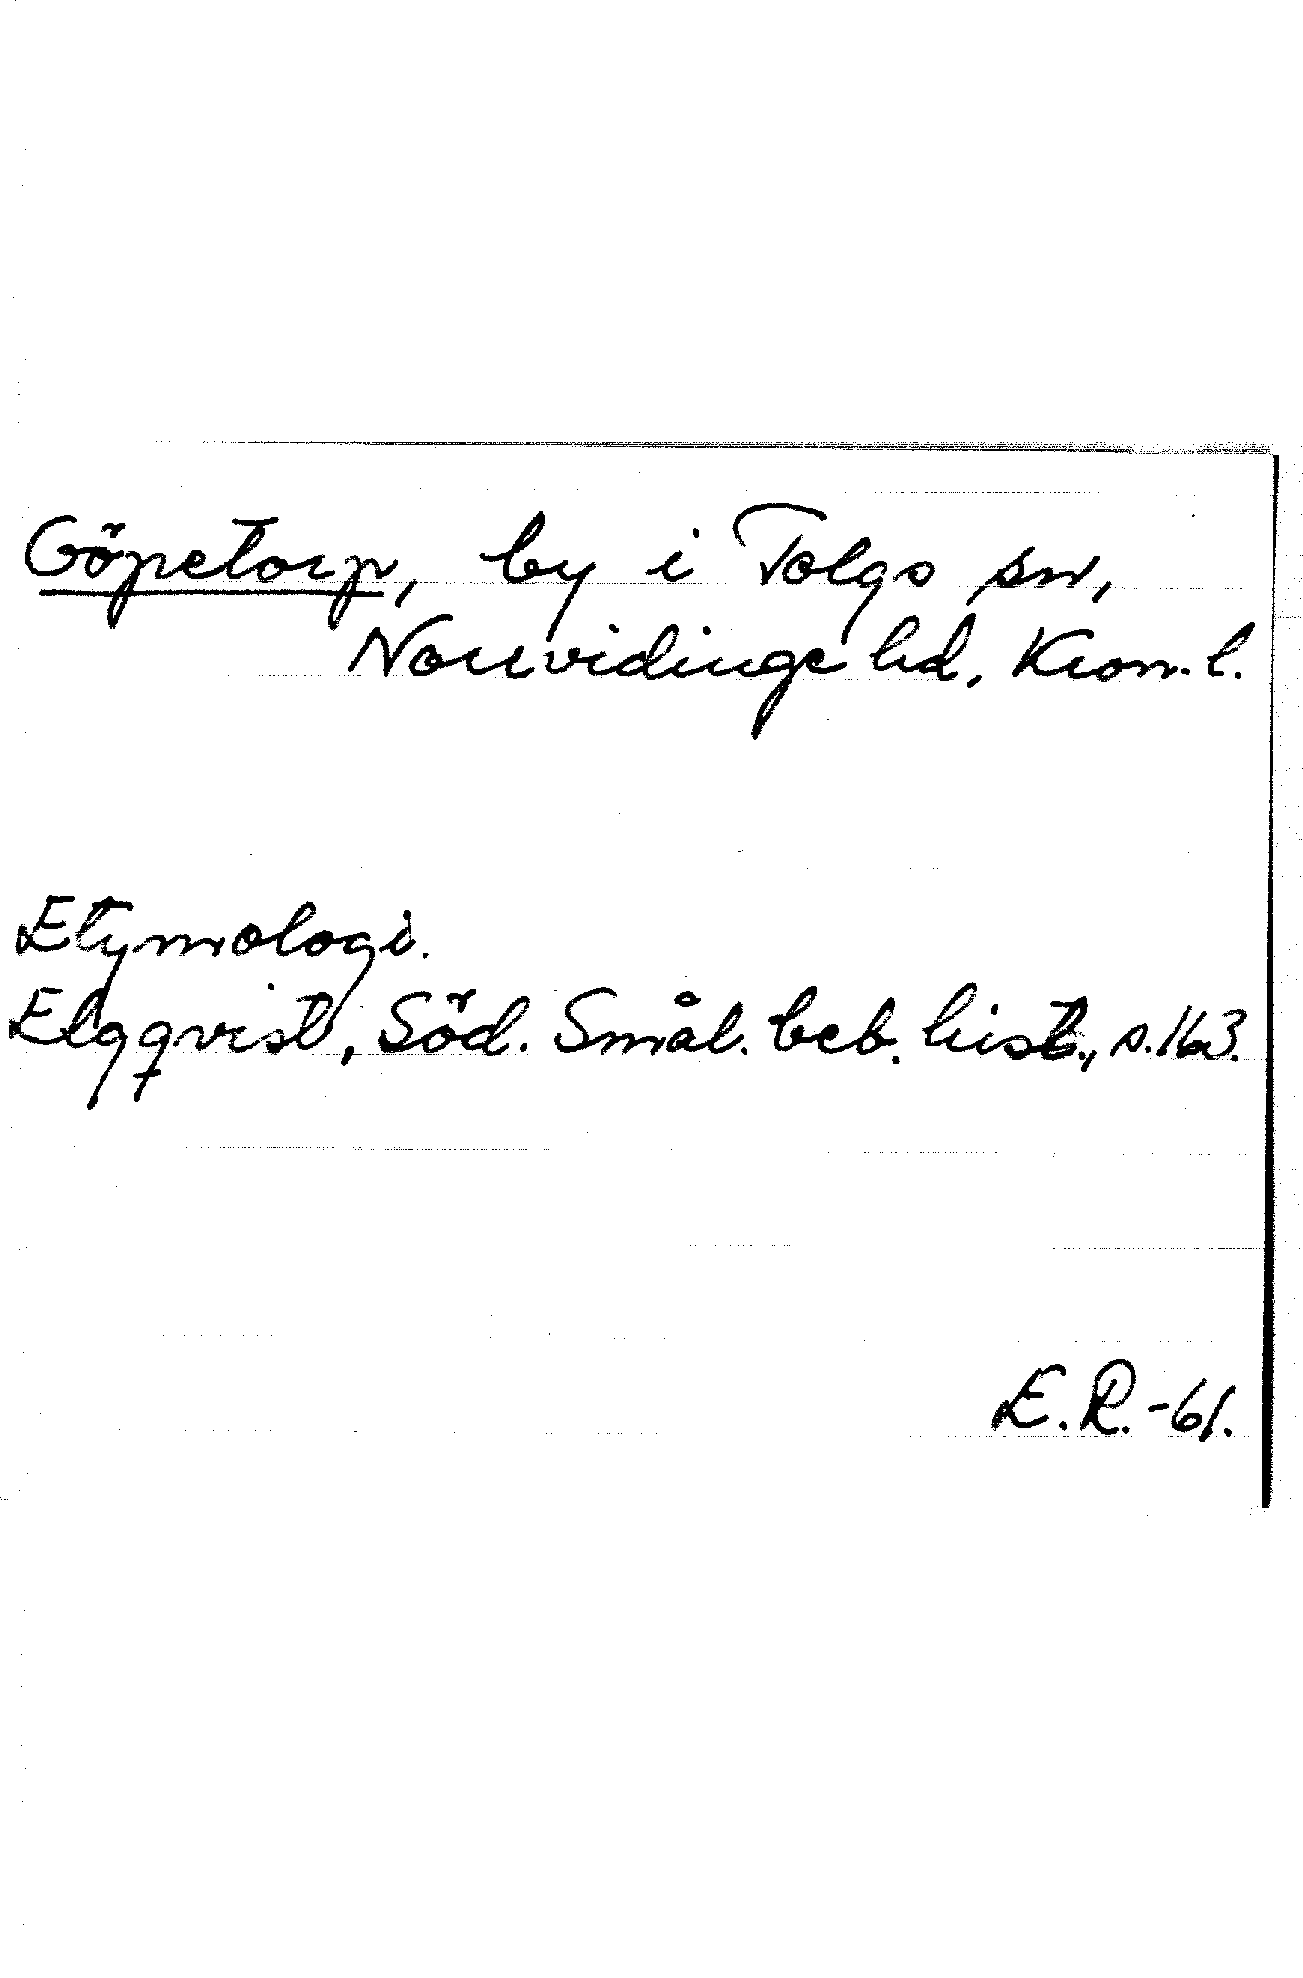 Göpetorp, by i Tolgs sn,
Norrvidinge hd, Kron. l.
Etymologi.
Elgqvist, Söd. Smål. beb. hist., s. 163.
E. R. -61.